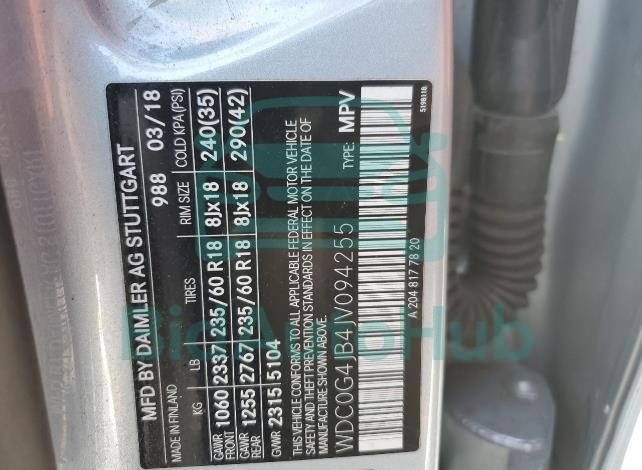 MFD BY DAIMLER AG STUTTGART
MADE IN FINLAND 988 03/18
KG LB TIRES RIM SIZE COLD KPA(PSI)
GAWR FRONT 1060 2337 235/60 R18 8Jx18 240(35)
GAWR REAR 1255 2767 235/60 R18 8Jx18 290(42)
GVWR 2315 5104
THIS VEHICLE CONFORMS TO ALL APPLICABLE FEDERAL MOTOR VEHICLE
SAFETY AND THEFT PREVENTION STANDARDS IN EFFECT ON THE DATE OF
MANUFACTURE SHOWN ABOVE.
WDC0G4JB4JV094255 TYPE: MPV
A 204 817 78 20
5198118
BidAutoHub